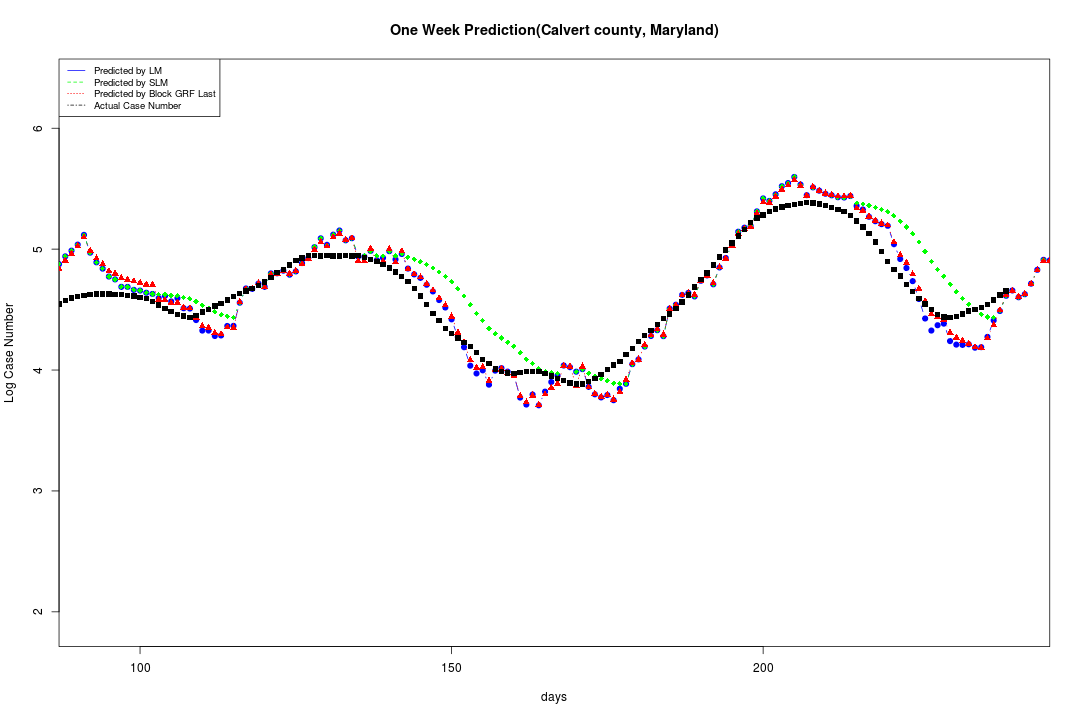 One Week Prediction(Calvert county, Maryland)
Predicted by LM
Predicted by SLM
Predicted by Block GRF Last
Actual Case Number
6
5
4
3
2
Log Case Number
100
150
200
days